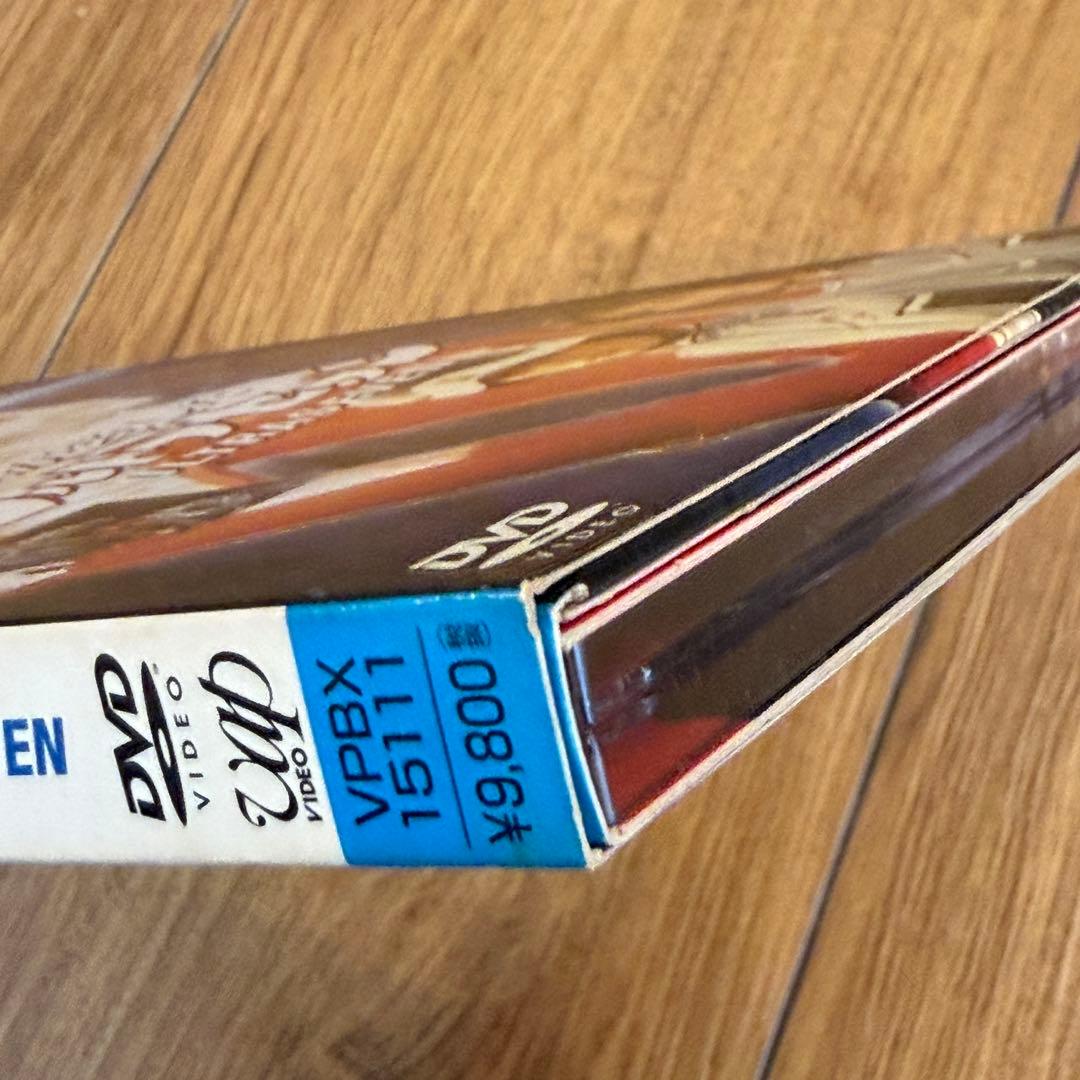 DVD
VIDEO
EN
DVD
VIDEO
vap
VIDEO
VPBX
15111
¥9,800